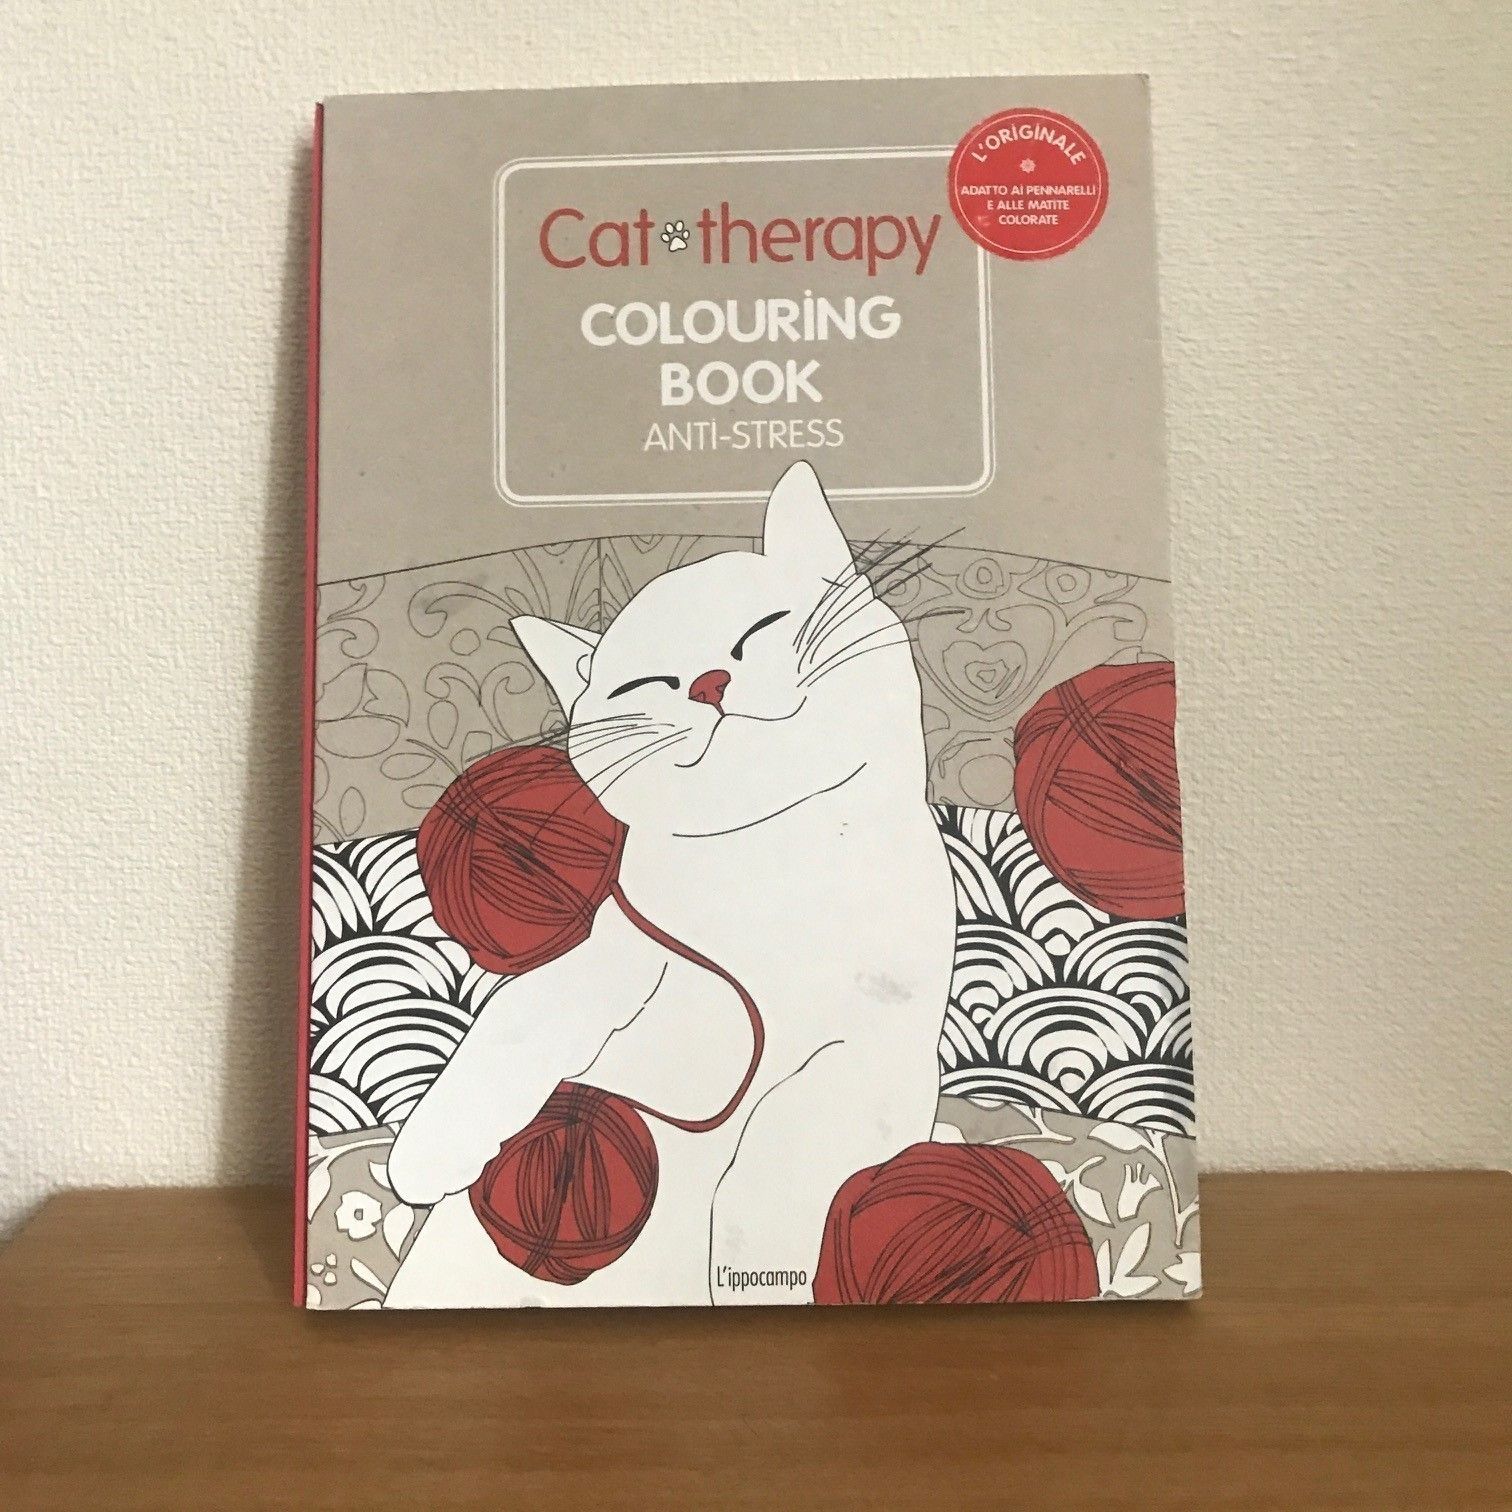 L'ORiGiNALE
ADATTO Ai PENNARELLi
E ALLE MATiTE
COLORATE
Cat therapy
COLOURiNG
BOOK
ANTi-STRESS
L'ippocampo